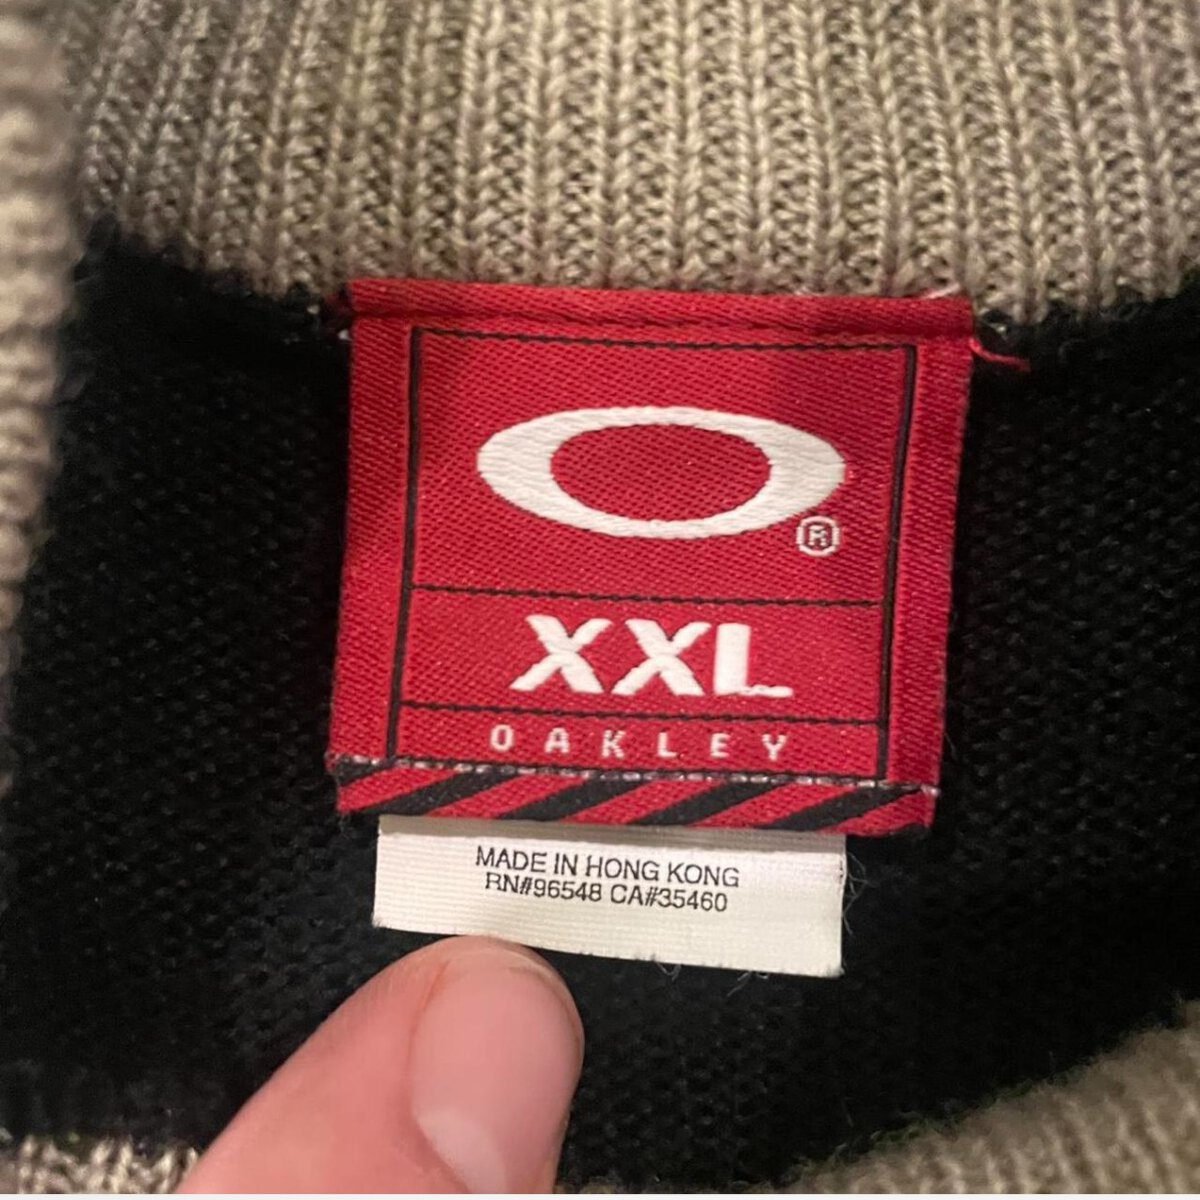 ®
XXL
OAKLEY
MADE IN HONG KONG
RN#96548 CA#35460